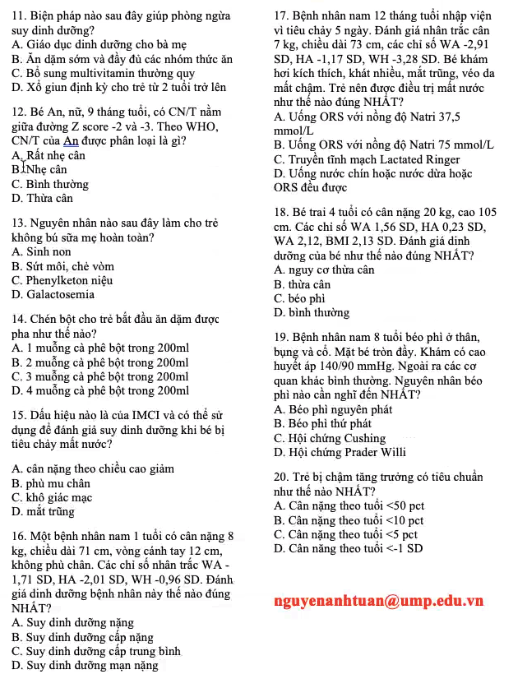 11. Biện pháp nào sau đây giúp phòng ngừa
suy dinh dưỡng?
A. Giáo dục dinh dưỡng cho bà mẹ
B. Ăn dặm sớm và đầy đủ các nhóm thức ăn
C. Bổ sung multivitamin thường quy
D. Xổ giun định kỳ cho trẻ từ 2 tuổi trở lên
12. Bé An, nữ, 9 tháng tuổi, có CN/T nằm
giữa đường Z score -2 và -3. Theo WHO,
CN/T của An được phân loại là gì?
A. Rất nhẹ cân
B. Nhẹ cân
C. Bình thường
D. Thừa cân
13. Nguyên nhân nào sau đây làm cho trẻ
không bú sữa mẹ hoàn toàn?
A. Sinh non
B. Sứt môi, chẻ vòm
C. Phenylketon niệu
D. Galactosemia
14. Chén bột cho trẻ bắt đầu ăn dặm được
pha như thế nào?
A. 1 muỗng cà phê bột trong 200ml
B. 2 muỗng cà phê bột trong 200ml
C. 3 muỗng cà phê bột trong 200ml
D. 4 muỗng cà phê bột trong 200ml
15. Dấu hiệu nào là của IMCI và có thể sử
dụng để đánh giá suy dinh dưỡng khi bé bị
tiêu chảy mất nước?
A. cân nặng theo chiều cao giảm
B. phù mu chân
C. khô giác mạc
D. mắt trũng
16. Một bệnh nhân nam 1 tuổi có cân nặng 8
kg, chiều dài 71 cm, vòng cánh tay 12 cm,
không phù chân. Các chỉ số nhân trắc WA -
1,71 SD, HA -2,01 SD, WH -0,96 SD. Đánh
giá dinh dưỡng bệnh nhân này thế nào đúng
NHẤT?
A. Suy dinh dưỡng nặng
B. Suy dinh dưỡng cấp nặng
C. Suy dinh dưỡng cấp trung bình
D. Suy dinh dưỡng mạn nặng
17. Bệnh nhân nam 12 tháng tuổi nhập viện
vì tiêu chảy 5 ngày. Đánh giá nhân trắc cân
7 kg, chiều dài 73 cm, các chỉ số WA -2,91
SD, HA -1,17 SD, WH -3,28 SD. Bé khám
hơi kích thích, khát nhiều, mắt trũng, véo da
mất chậm. Trẻ nên được điều trị mất nước
như thế nào đúng NHẤT?
A. Uống ORS với nồng độ Natri 37,5
mmol/L
B. Uống ORS với nồng độ Natri 75 mmol/L
C. Truyền tĩnh mạch Lactated Ringer
D. Uống nước chín hoặc nước dừa hoặc
ORS đều được
18. Bé trai 4 tuổi có cân nặng 20 kg, cao 105
cm. Các chỉ số WA 1,56 SD, HA 0,23 SD,
WA 2,12, BMI 2,13 SD. Đánh giá dinh
dưỡng của bé như thế nào đúng NHẤT?
A. nguy cơ thừa cân
B. thừa cân
C. béo phì
D. bình thường
19. Bệnh nhân nam 8 tuổi béo phì ở thân,
bụng và cổ. Mặt bé tròn đầy. Khám có cao
huyết áp 140/90 mmHg. Ngoài ra các cơ
quan khác bình thường. Nguyên nhân béo
phì nào cần nghĩ đến NHẤT?
A. Béo phì nguyên phát
B. Béo phì thứ phát
C. Hội chứng Cushing
D. Hội chứng Prader Willi
20. Trẻ bị chậm tăng trưởng có tiêu chuẩn
như thế nào NHẤT?
A. Cân nặng theo tuổi <50 pct
B. Cân nặng theo tuổi <10 pct
C. Cân nặng theo tuổi <5 pct
D. Cân nặng theo tuổi <-1 SD
nguyenanhtuan@ump.edu.vn